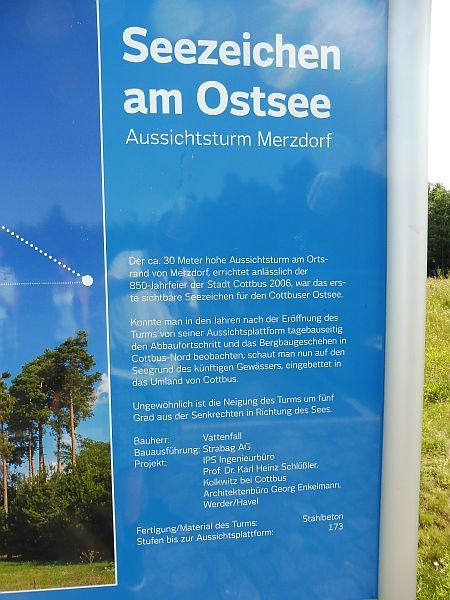 Seezeichen
am Ostsee
Aussichtsturm Merzdorf
Der ca. 30 Meter hohe Aussichtsturm am Orts-
rand von Merzdorf, errichtet anlässlich der
850-Jahrfeier der Stadt Cottbus 2006, war das ers-
te sichtbare Seezeichen für den Cottbuser Ostsee.
Konnte man in den Jahren nach der Eröffnung des
Turms von seiner Aussichtsplattform tagebauseitig
den Abbaufortschritt und das Bergbaugeschehen in
Cottbus-Nord beobachten, schaut man nun auf den
Seegrund des künftigen Gewässers, eingebettet in
das Umland von Cottbus.
Ungewöhnlich ist die Neigung des Turms um fünf
Grad aus der Senkrechten in Richtung des Sees.
Bauherr: Vattenfall
Bauausführung: Strabag AG
Projekt: IPS Ingenieurbüro
Prof. Dr. Karl Heinz Schlüßler,
Kolkwitz bei Cottbus
Architektenbüro Georg Enkelmann,
Werder/Havel
Fertigung/Material des Turms: Stahlbeton
Stufen bis zur Aussichtsplattform: 173